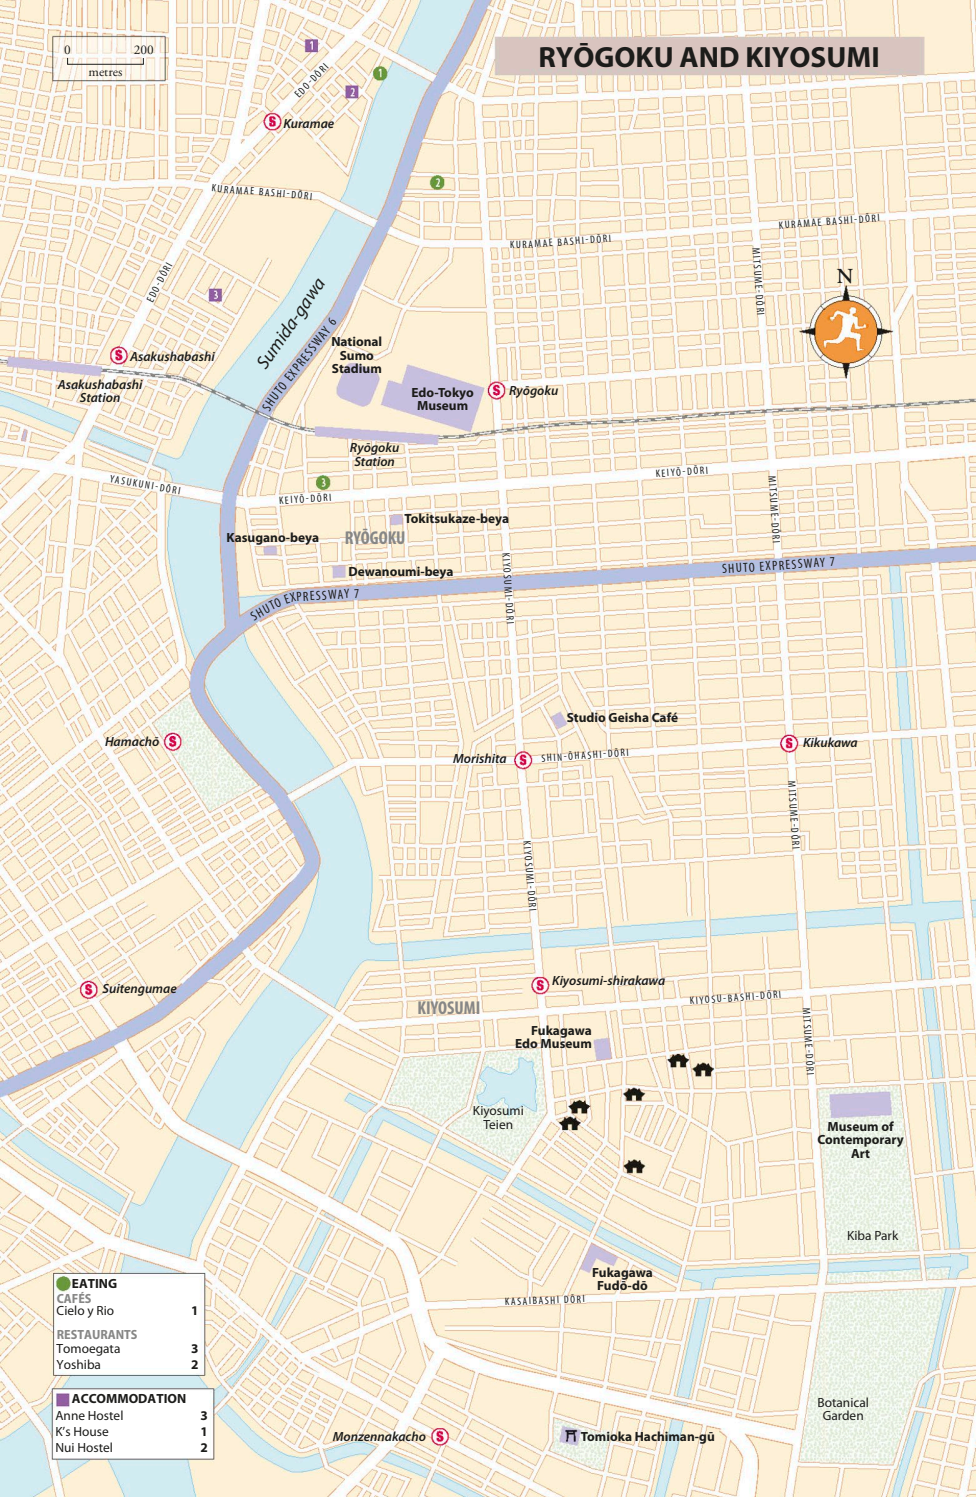 RYŌGOKU AND KIYOSUMI
0 200
metres
1
1
EDO-DŌRI
2
Kuramae
2
KURAMAE BASHI-DŌRI
KURAMAE BASHI-DŌRI
KURAMAE BASHI-DŌRI
MITSUME-DŌRI
EDO-DŌRI
3
N
Sumida-gawa
SHUTO EXPRESSWAY 6
National
Sumo
Stadium
Asakushabashi
Asakushabashi
Station
Edo-Tokyo
Museum
Ryōgoku
Ryōgoku
Station
YASUKUNI-DŌRI
3
KEIYŌ-DŌRI
KEIYŌ-DŌRI
MITSUME-DŌRI
Tokitsukaze-beya
Kasugano-beya
RYŌGOKU
Dewanoumi-beya
KIYOSUMI-DŌRI
SHUTO EXPRESSWAY 7
SHUTO EXPRESSWAY 7
Studio Geisha Café
Hamachō
Morishita
SHIN-ŌHASHI-DŌRI
Kikukawa
MITSUME-DŌRI
KIYOSUMI-DŌRI
Suitengumae
Kiyosumi-shirakawa
KIYOSUMI
KIYOSU-BASHI-DŌRI
MITSUME-DŌRI
Fukagawa
Edo Museum
Kiyosumi
Teien
Museum of
Contemporary
Art
Kiba Park
Fukagawa
Fudō-dō
KASAIBASHI DŌRI
EATING
CAFÉS
Cielo y Rio 1
RESTAURANTS
Tomoegata 3
Yoshiba 2
ACCOMMODATION
Anne Hostel 3
K's House 1
Nui Hostel 2
Botanical
Garden
Monzennakacho
Tomioka Hachiman-gū